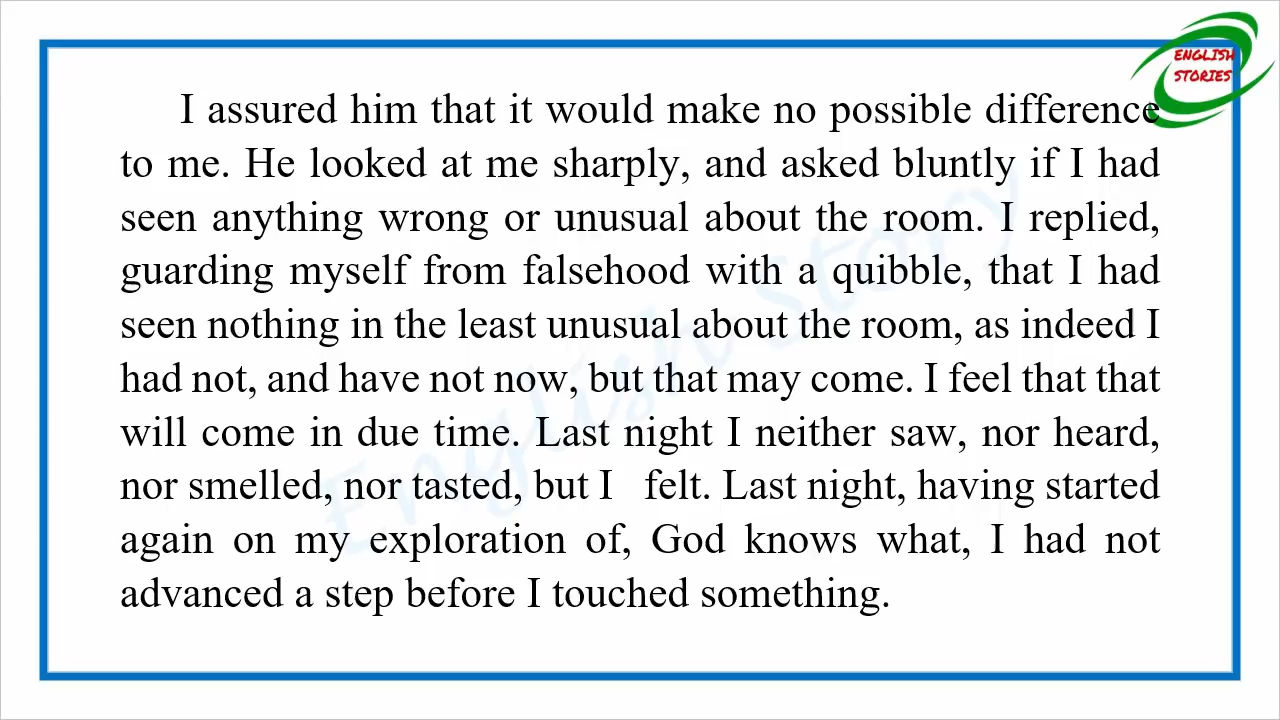 ENGLISH
STORIES
I assured him that it would make no possible difference
to me. He looked at me sharply, and asked bluntly if I had
seen anything wrong or unusual about the room. I replied,
guarding myself from falsehood with a quibble, that I had
seen nothing in the least unusual about the room, as indeed I
had not, and have not now, but that may come. I feel that that
will come in due time. Last night I neither saw, nor heard,
nor smelled, nor tasted, but I felt. Last night, having started
again on my exploration of, God knows what, I had not
advanced a step before I touched something.
English Story